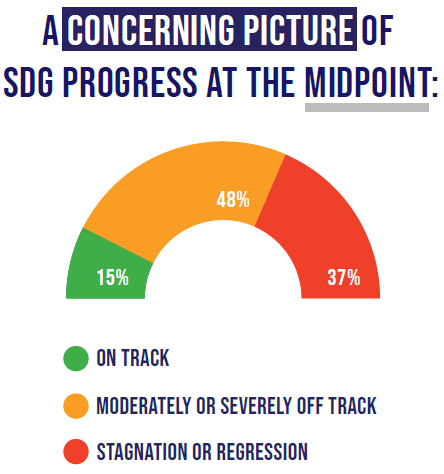 A CONCERNING PICTURE OF
SDG PROGRESS AT THE MIDPOINT:
48%
15%
37%
ON TRACK
MODERATELY OR SEVERELY OFF TRACK
STAGNATION OR REGRESSION